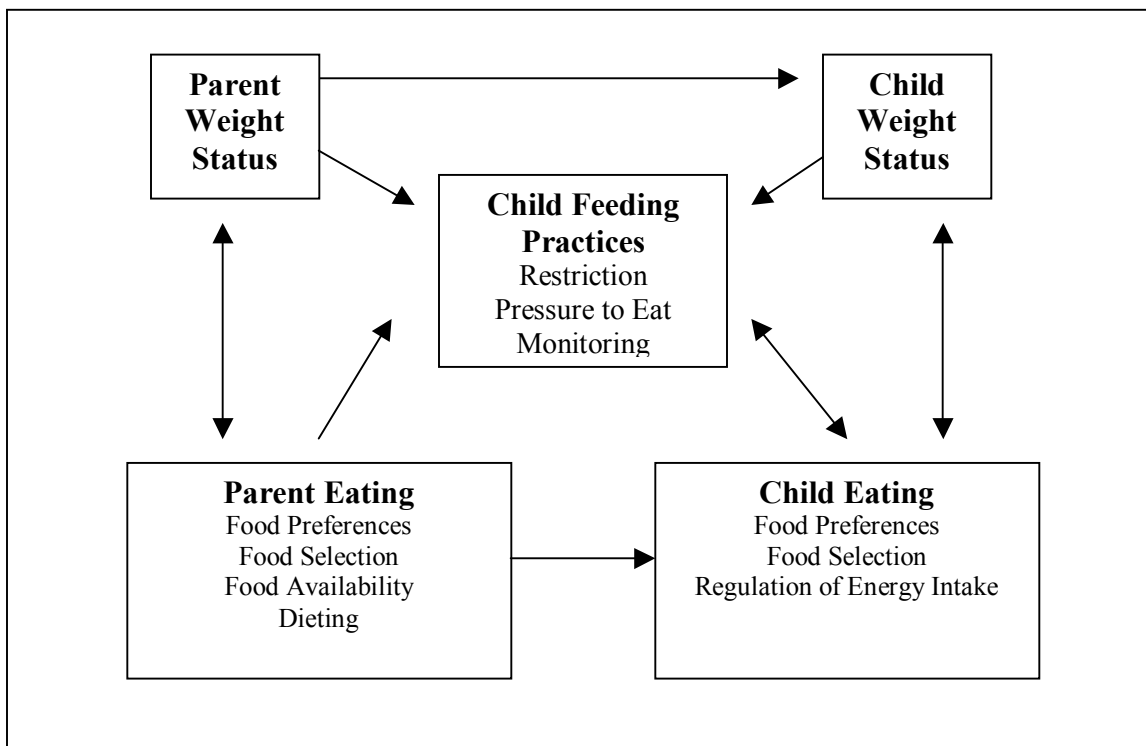 Parent
Weight
Status
Child
Weight
Status
Child Feeding
Practices
Restriction
Pressure to Eat
Monitoring
Parent Eating
Food Preferences
Food Selection
Food Availability
Dieting
Child Eating
Food Preferences
Food Selection
Regulation of Energy Intake